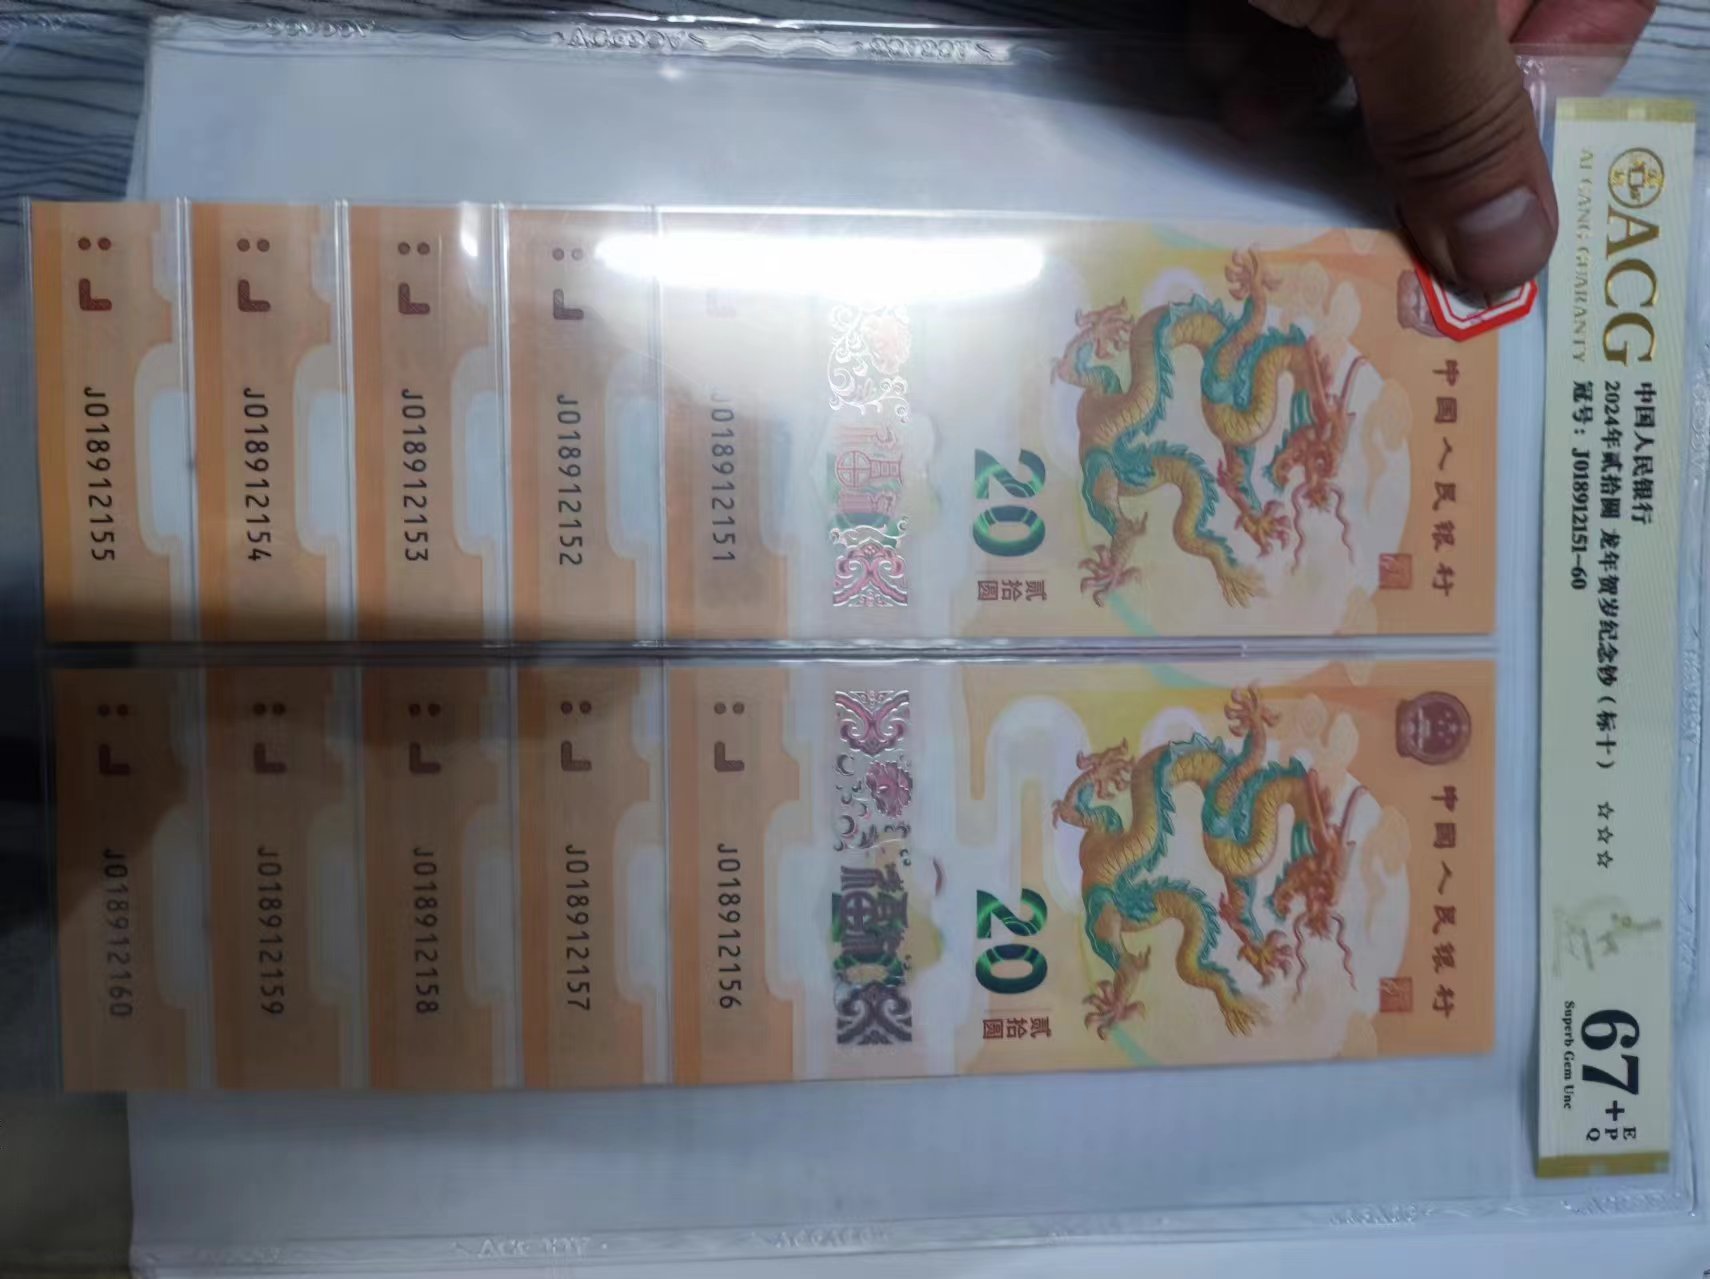 ACG
AI CANG GUARANTY
中国人民银行
2024年贰拾圆 龙年贺岁纪念钞（标十） ☆☆☆
冠号：J018912151-60
67+
EPQ
Superb Gem Unc
中国人民银行
20
贰拾圆
福
J018912151
J018912152
J018912153
J018912154
J018912155
中国人民银行
20
贰拾圆
福
J018912156
J018912157
J018912158
J018912159
J018912160